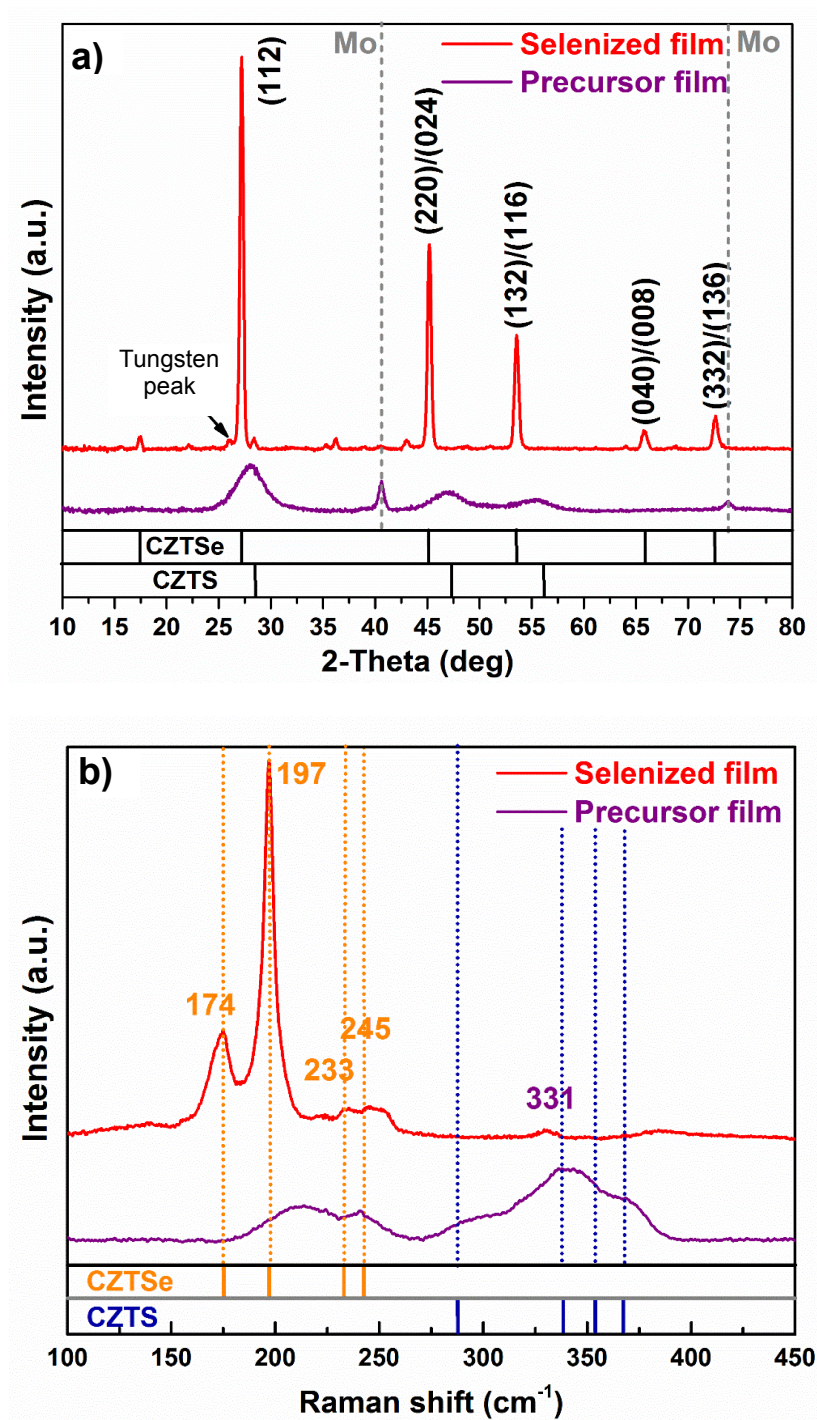 a)
Mo
Selenized film
Mo
Precursor film
(112)
(220)/(024)
(132)/(116)
(040)/(008)
(332)/(136)
Tungsten
peak
Intensity (a.u.)
CZTSe
CZTS
10 15 20 25 30 35 40 45 50 55 60 65 70 75 80
2-Theta (deg)
b)
197
Selenized film
Precursor film
174
245
233
331
Intensity (a.u.)
CZTSe
CZTS
100 150 200 250 300 350 400 450
Raman shift (cm⁻¹)